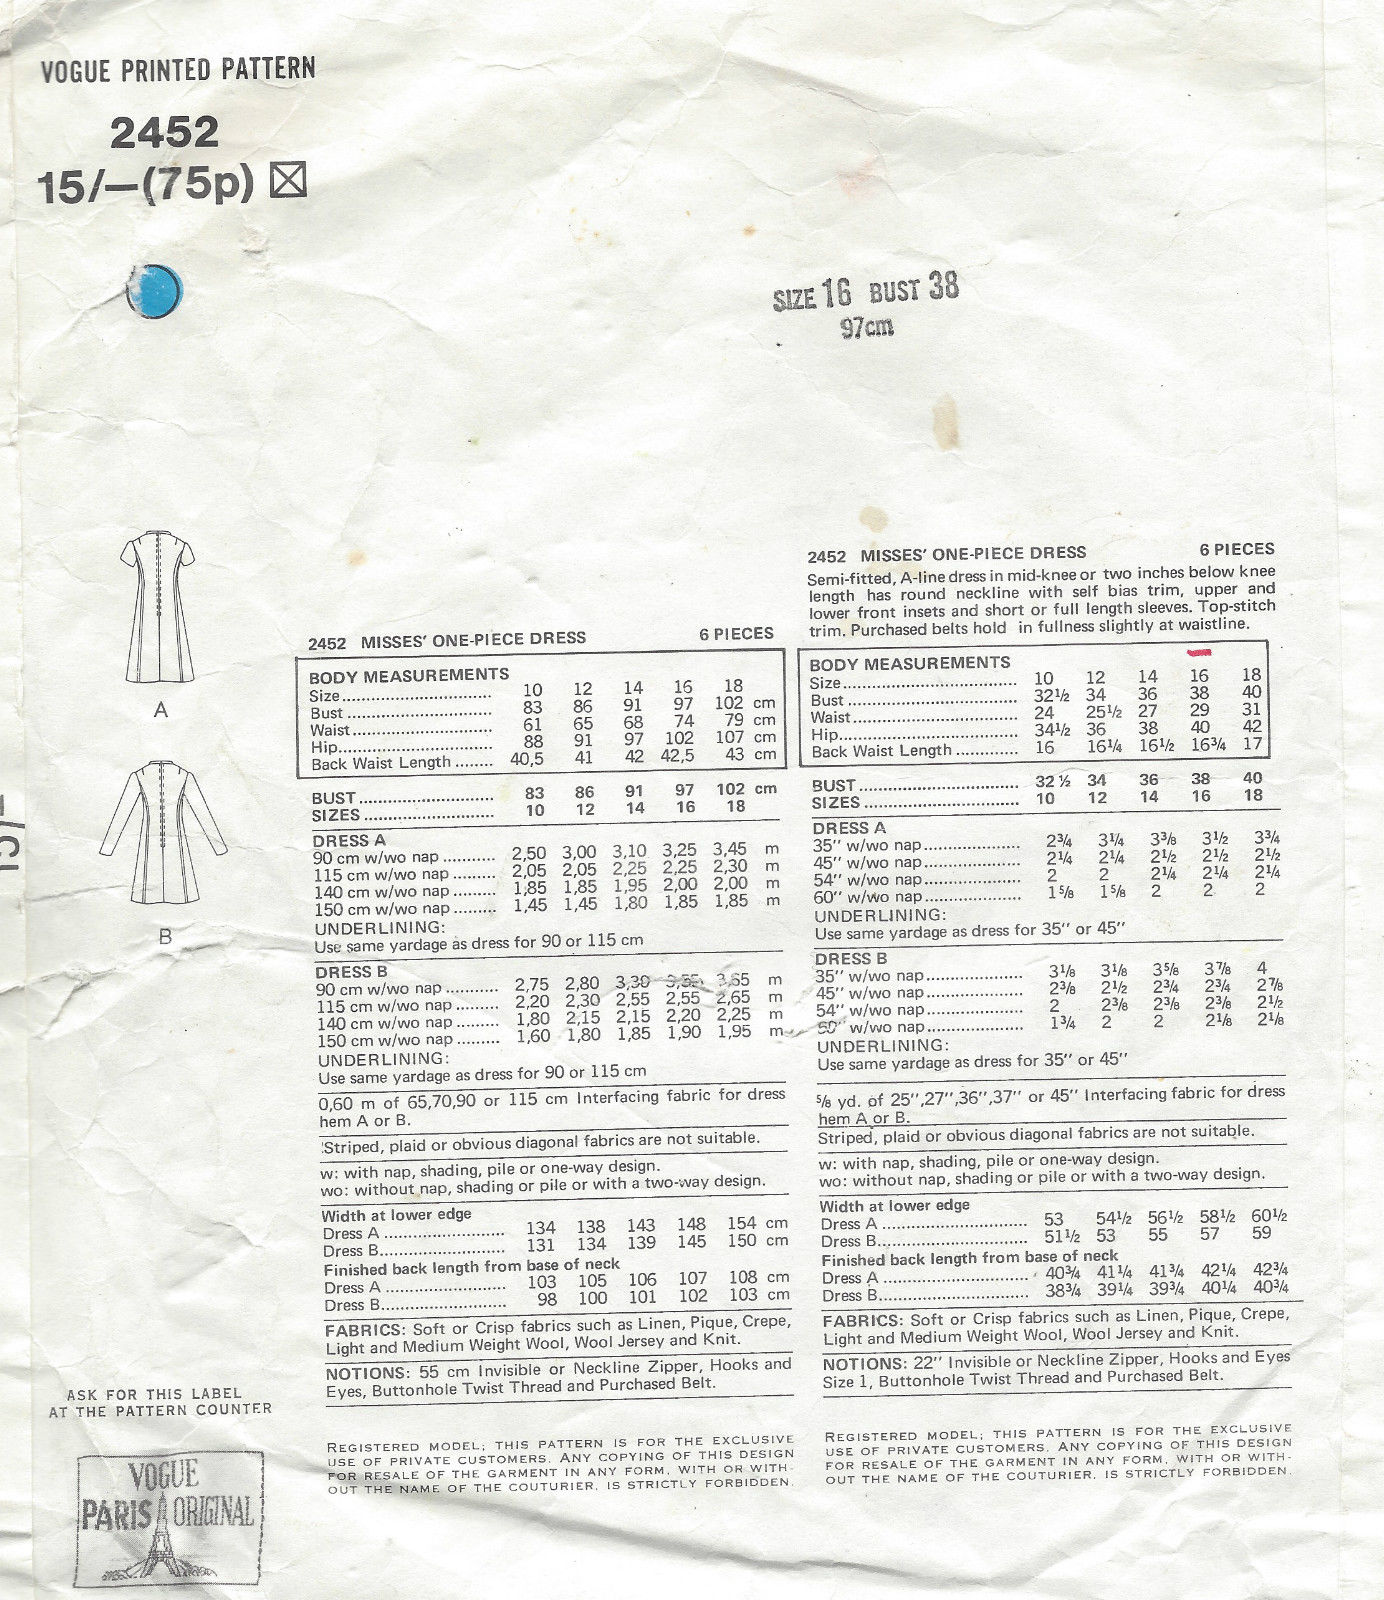 VOGUE PRINTED PATTERN
2452
15/–(75p)
SIZE 16 BUST 38
97cm
A
B
15/-
2452 MISSES' ONE-PIECE DRESS 6 PIECES
BODY MEASUREMENTS
Size 10 12 14 16 18
Bust 83 86 91 97 102 cm
Waist 61 65 68 74 79 cm
Hip 88 91 97 102 107 cm
Back Waist Length 40,5 41 42 42,5 43 cm
BUST 83 86 91 97 102 cm
SIZES 10 12 14 16 18
DRESS A
90 cm w/wo nap 2,50 3,00 3,10 3,25 3,45 m
115 cm w/wo nap 2,05 2,05 2,25 2,25 2,30 m
140 cm w/wo nap 1,85 1,85 1,95 2,00 2,00 m
150 cm w/wo nap 1,45 1,45 1,80 1,85 1,85 m
UNDERLINING:
Use same yardage as dress for 90 or 115 cm
DRESS B
90 cm w/wo nap 2,75 2,80 3,30 3,55 3,65 m
115 cm w/wo nap 2,20 2,30 2,55 2,55 2,65 m
140 cm w/wo nap 1,80 2,15 2,15 2,20 2,25 m
150 cm w/wo nap 1,60 1,80 1,85 1,90 1,95 m
UNDERLINING:
Use same yardage as dress for 90 or 115 cm
0,60 m of 65,70,90 or 115 cm Interfacing fabric for dress
hem A or B.
Striped, plaid or obvious diagonal fabrics are not suitable.
w: with nap, shading, pile or one-way design.
wo: without nap, shading or pile or with a two-way design.
Width at lower edge
Dress A 134 138 143 148 154 cm
Dress B 131 134 139 145 150 cm
Finished back length from base of neck
Dress A 103 105 106 107 108 cm
Dress B 98 100 101 102 103 cm
FABRICS: Soft or Crisp fabrics such as Linen, Pique, Crepe,
Light and Medium Weight Wool, Wool Jersey and Knit.
NOTIONS: 55 cm Invisible or Neckline Zipper, Hooks and
Eyes, Buttonhole Twist Thread and Purchased Belt.
REGISTERED MODEL; THIS PATTERN IS FOR THE EXCLUSIVE
USE OF PRIVATE CUSTOMERS. ANY COPYING OF THIS DESIGN
FOR RESALE OF THE GARMENT IN ANY FORM, WITH OR WITH-
OUT THE NAME OF THE COUTURIER, IS STRICTLY FORBIDDEN.
2452 MISSES' ONE-PIECE DRESS 6 PIECES
Semi-fitted, A-line dress in mid-knee or two inches below knee
length has round neckline with self bias trim, upper and
lower front insets and short or full length sleeves. Top-stitch
trim. Purchased belts hold in fullness slightly at waistline.
BODY MEASUREMENTS
Size 10 12 14 16 18
Bust 32½ 34 36 38 40
Waist 24 25½ 27 29 31
Hip 34½ 36 38 40 42
Back Waist Length 16 16¼ 16½ 16¾ 17
BUST 32 ½ 34 36 38 40
SIZES 10 12 14 16 18
DRESS A
35" w/wo nap 2¾ 3¼ 3⅜ 3½ 3¾
45" w/wo nap 2¼ 2¼ 2½ 2½ 2½
54" w/wo nap 2 2 2¼ 2¼ 2¼
60" w/wo nap 1⅝ 1⅝ 2 2 2
UNDERLINING:
Use same yardage as dress for 35" or 45"
DRESS B
35" w/wo nap 3⅛ 3⅛ 3⅝ 3⅞ 4
45" w/wo nap 2⅜ 2½ 2¾ 2¾ 2⅞
54" w/wo nap 2 2⅜ 2⅜ 2⅜ 2½
60" w/wo nap 1¾ 2 2 2⅛ 2⅛
UNDERLINING:
Use same yardage as dress for 35" or 45"
⅝ yd. of 25",27",36",37" or 45" Interfacing fabric for dress
hem A or B.
Striped, plaid or obvious diagonal fabrics are not suitable.
w: with nap, shading, pile or one-way design.
wo: without nap, shading or pile or with a two-way design.
Width at lower edge
Dress A 53 54½ 56½ 58½ 60½
Dress B 51½ 53 55 57 59
Finished back length from base of neck
Dress A 40¾ 41¼ 41¾ 42¼ 42¾
Dress B 38¾ 39¼ 39¾ 40¼ 40¾
FABRICS: Soft or Crisp fabrics such as Linen, Pique, Crepe,
Light and Medium Weight Wool, Wool Jersey and Knit.
NOTIONS: 22" Invisible or Neckline Zipper, Hooks and Eyes
Size 1, Buttonhole Twist Thread and Purchased Belt.
REGISTERED MODEL; THIS PATTERN IS FOR THE EXCLUSIVE
USE OF PRIVATE CUSTOMERS. ANY COPYING OF THIS DESIGN
FOR RESALE OF THE GARMENT IN ANY FORM, WITH OR WITH-
OUT THE NAME OF THE COUTURIER, IS STRICTLY FORBIDDEN.
ASK FOR THIS LABEL
AT THE PATTERN COUNTER
VOGUE
PARIS ORIGINAL